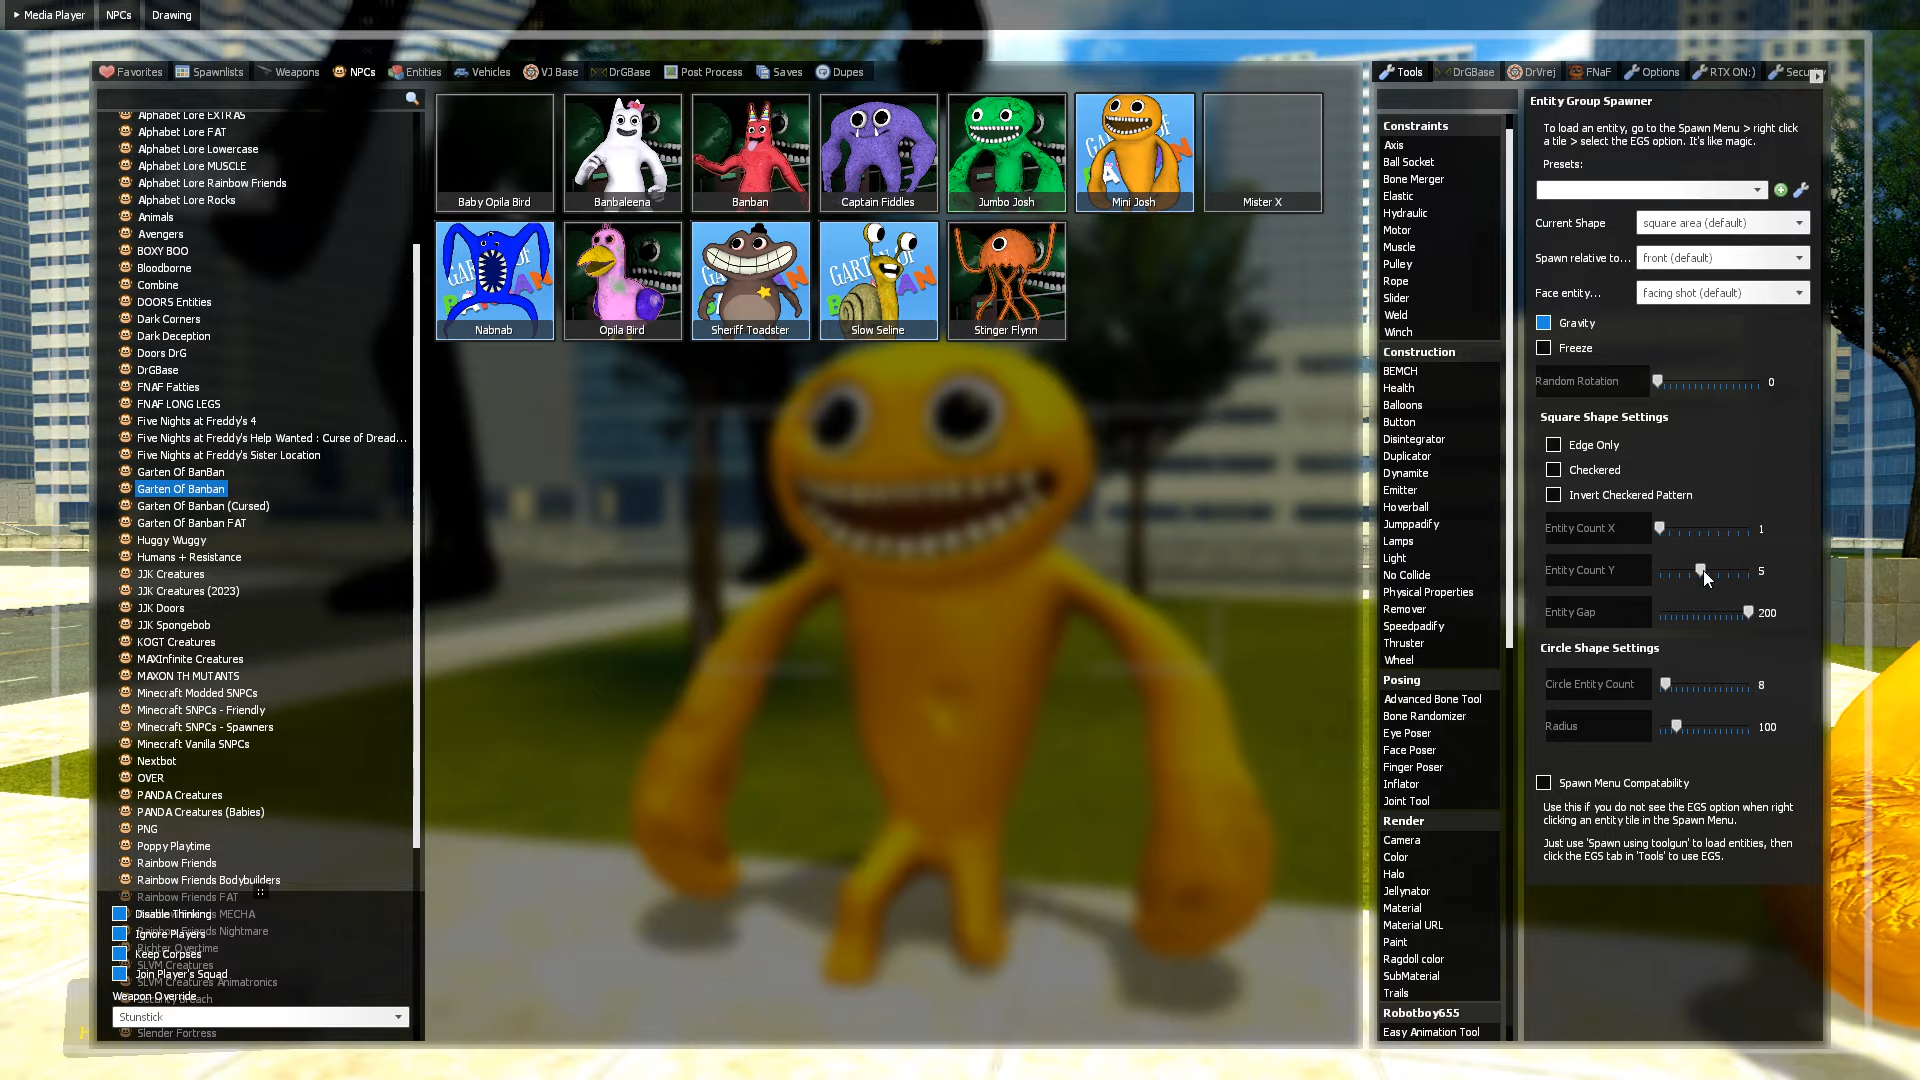 Media Player
NPCs
Drawing
Favorites
Spawnlists
Weapons
NPCs
Entities
Vehicles
VJ Base
DrGBase
Post Process
Saves
Dupes
Alphabet Lore EXTRAS
Alphabet Lore FAT
Alphabet Lore Lowercase
Alphabet Lore MUSCLE
Alphabet Lore Rainbow Friends
Alphabet Lore Rocks
Animals
Avengers
BOXY BOO
Bloodborne
Combine
DOORS Entities
Dark Corners
Dark Deception
Doors DrG
DrGBase
FNAF Fatties
FNAF LONG LEGS
Five Nights at Freddy's 4
Five Nights at Freddy's Help Wanted : Curse of Dread...
Five Nights at Freddy's Sister Location
Garten Of BanBan
Garten Of Banban
Garten Of Banban (Cursed)
Garten Of Banban FAT
Huggy Wuggy
Humans + Resistance
JJK Creatures
JJK Creatures (2023)
JJK Doors
JJK Spongebob
KOGT Creatures
MAXInfinite Creatures
MAXON TH MUTANTS
Minecraft Modded SNPCs
Minecraft SNPCs - Friendly
Minecraft SNPCs - Spawners
Minecraft Vanilla SNPCs
Nextbot
OVER
PANDA Creatures
PANDA Creatures (Babies)
PNG
Poppy Playtime
Rainbow Friends
Rainbow Friends Bodybuilders
Rainbow Friends FAT
MECHA
Disable Thinking
Rainbow Friends Nightmare
Ignore Players
Richter Overtime
Keep Corpses
SLVM Creatures
Join Player's Squad
SLVM Creatures Animatronics
Weapon Override
Stunstick
Slender Fortress
Baby Opila Bird
Banbaleena
Banban
Captain Fiddles
Jumbo Josh
Mini Josh
Mister X
Nabnab
Opila Bird
Sheriff Toadster
Slow Seline
Stinger Flynn
Tools
DrGBase
DrVrej
FNaF
Options
RTX ON:)
Secu
Constraints
Axis
Ball Socket
Bone Merger
Elastic
Hydraulic
Motor
Muscle
Pulley
Rope
Slider
Weld
Winch
Construction
BEMCH
Health
Balloons
Button
Disintegrator
Duplicator
Dynamite
Emitter
Hoverball
Jumppadify
Lamps
Light
No Collide
Physical Properties
Remover
Speedpadify
Thruster
Wheel
Posing
Advanced Bone Tool
Bone Randomizer
Eye Poser
Face Poser
Finger Poser
Inflator
Joint Tool
Render
Camera
Color
Halo
Jellynator
Material
Material URL
Paint
Ragdoll color
SubMaterial
Trails
Robotboy655
Easy Animation Tool
Entity Group Spawner
To load an entity, go to the Spawn Menu > right click
a tile > select the EGS option. It's like magic.
Presets:
Current Shape
square area (default)
Spawn relative to...
front (default)
Face entity...
facing shot (default)
Gravity
Freeze
Random Rotation
0
Square Shape Settings
Edge Only
Checkered
Invert Checkered Pattern
Entity Count X
1
Entity Count Y
5
Entity Gap
200
Circle Shape Settings
Circle Entity Count
8
Radius
100
Spawn Menu Compatability
Use this if you do not see the EGS option when right
clicking an entity tile in the Spawn Menu.
Just use 'Spawn using toolgun' to load entities, then
click the EGS tab in 'Tools' to use EGS.